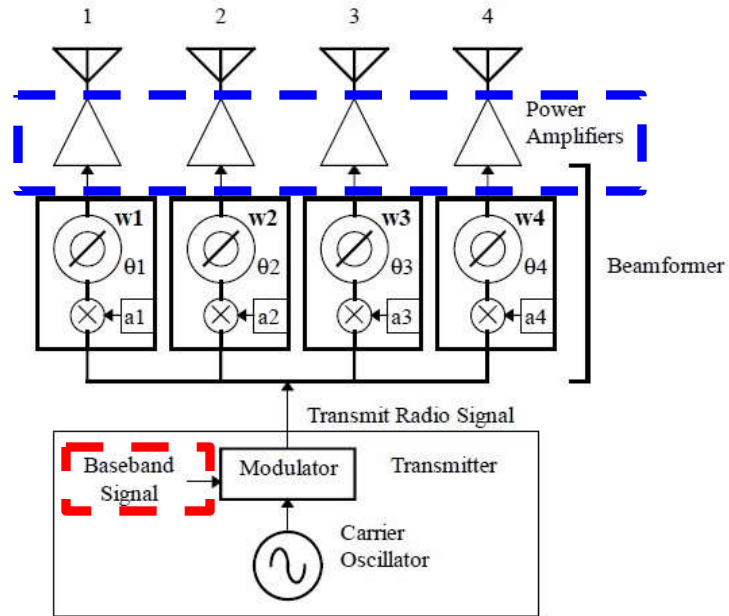 1 2 3 4
Power
Amplifiers
w1 w2 w3 w4
θ1 θ2 θ3 θ4
Beamformer
a1 a2 a3 a4
Transmit Radio Signal
Baseband
Signal
Modulator
Transmitter
Carrier
Oscillator